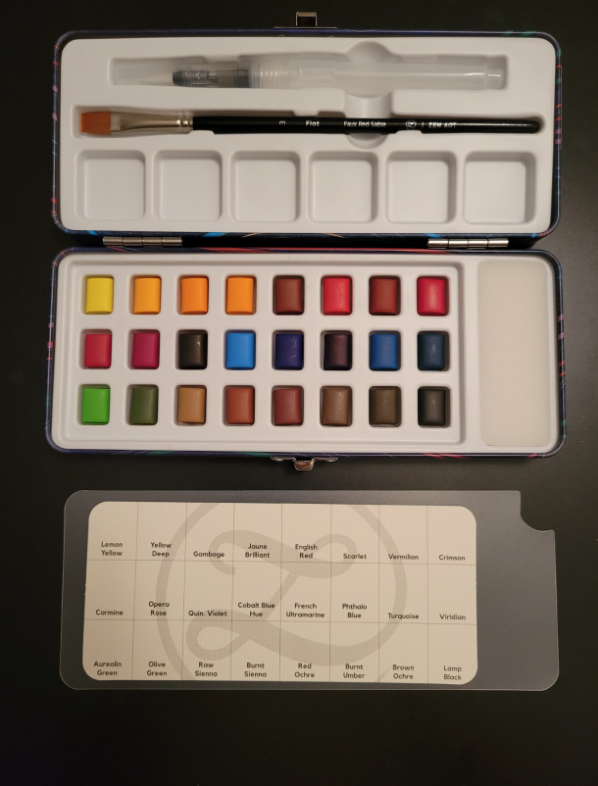 3 Flat Faux Red Sable ZEN ART
Lemon Yellow
Yellow Deep
Gamboge
Jaune Brilliant
English Red
Scarlet
Vermilion
Crimson
Carmine
Opera Rose
Quin. Violet
Cobalt Blue Hue
French Ultramarine
Phthalo Blue
Turquoise
Viridian
Aureolin Green
Olive Green
Raw Sienna
Burnt Sienna
Red Ochre
Burnt Umber
Brown Ochre
Lamp Black